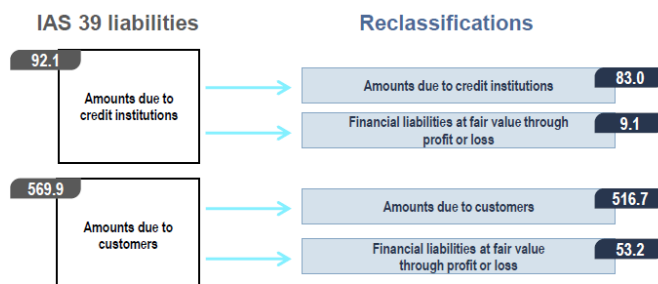 IAS 39 liabilities
Reclassifications
92.1
Amounts due to
credit institutions
Amounts due to credit institutions
83.0
Financial liabilities at fair value through
profit or loss
9.1
569.9
Amounts due to
customers
Amounts due to customers
516.7
Financial liabilities at fair value
through profit or loss
53.2